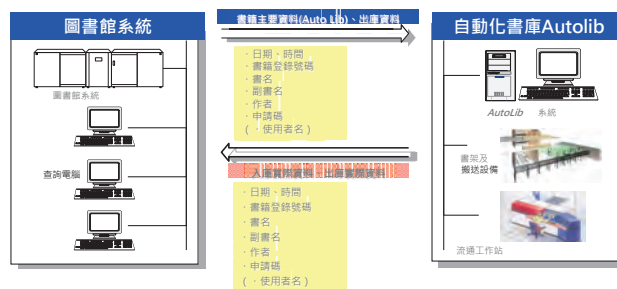 圖書館系統
圖書館系統
查詢電腦
書籍主要資料(Auto Lib)、出庫資料
· 日期、時間
· 書籍登錄號碼
· 書名
· 副書名
· 作者
· 申請碼
( · 使用者名 )
入庫實際資料、出庫實際資料
· 日期、時間
· 書籍登錄號碼
· 書名
· 副書名
· 作者
· 申請碼
( · 使用者名 )
自動化書庫Autolib
AutoLib 系統
書架及
搬送設備
流通工作站